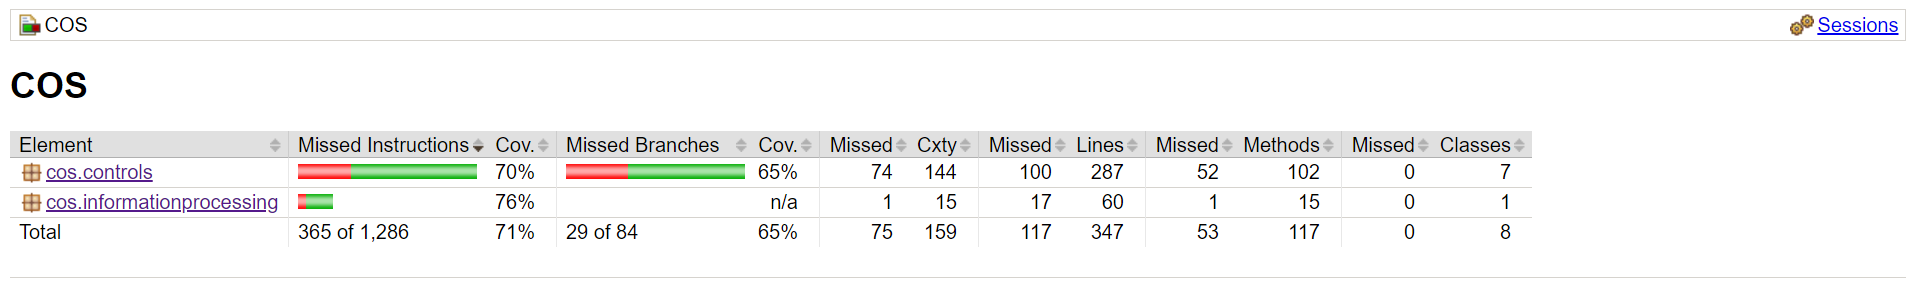 COS Sessions
COS
Element Missed Instructions Cov. Missed Branches Cov. Missed Cxty Missed Lines Missed Methods Missed Classes
cos.controls 70% 65% 74 144 100 287 52 102 0 7
cos.informationprocessing 76% n/a 1 15 17 60 1 15 0 1
Total 365 of 1,286 71% 29 of 84 65% 75 159 117 347 53 117 0 8